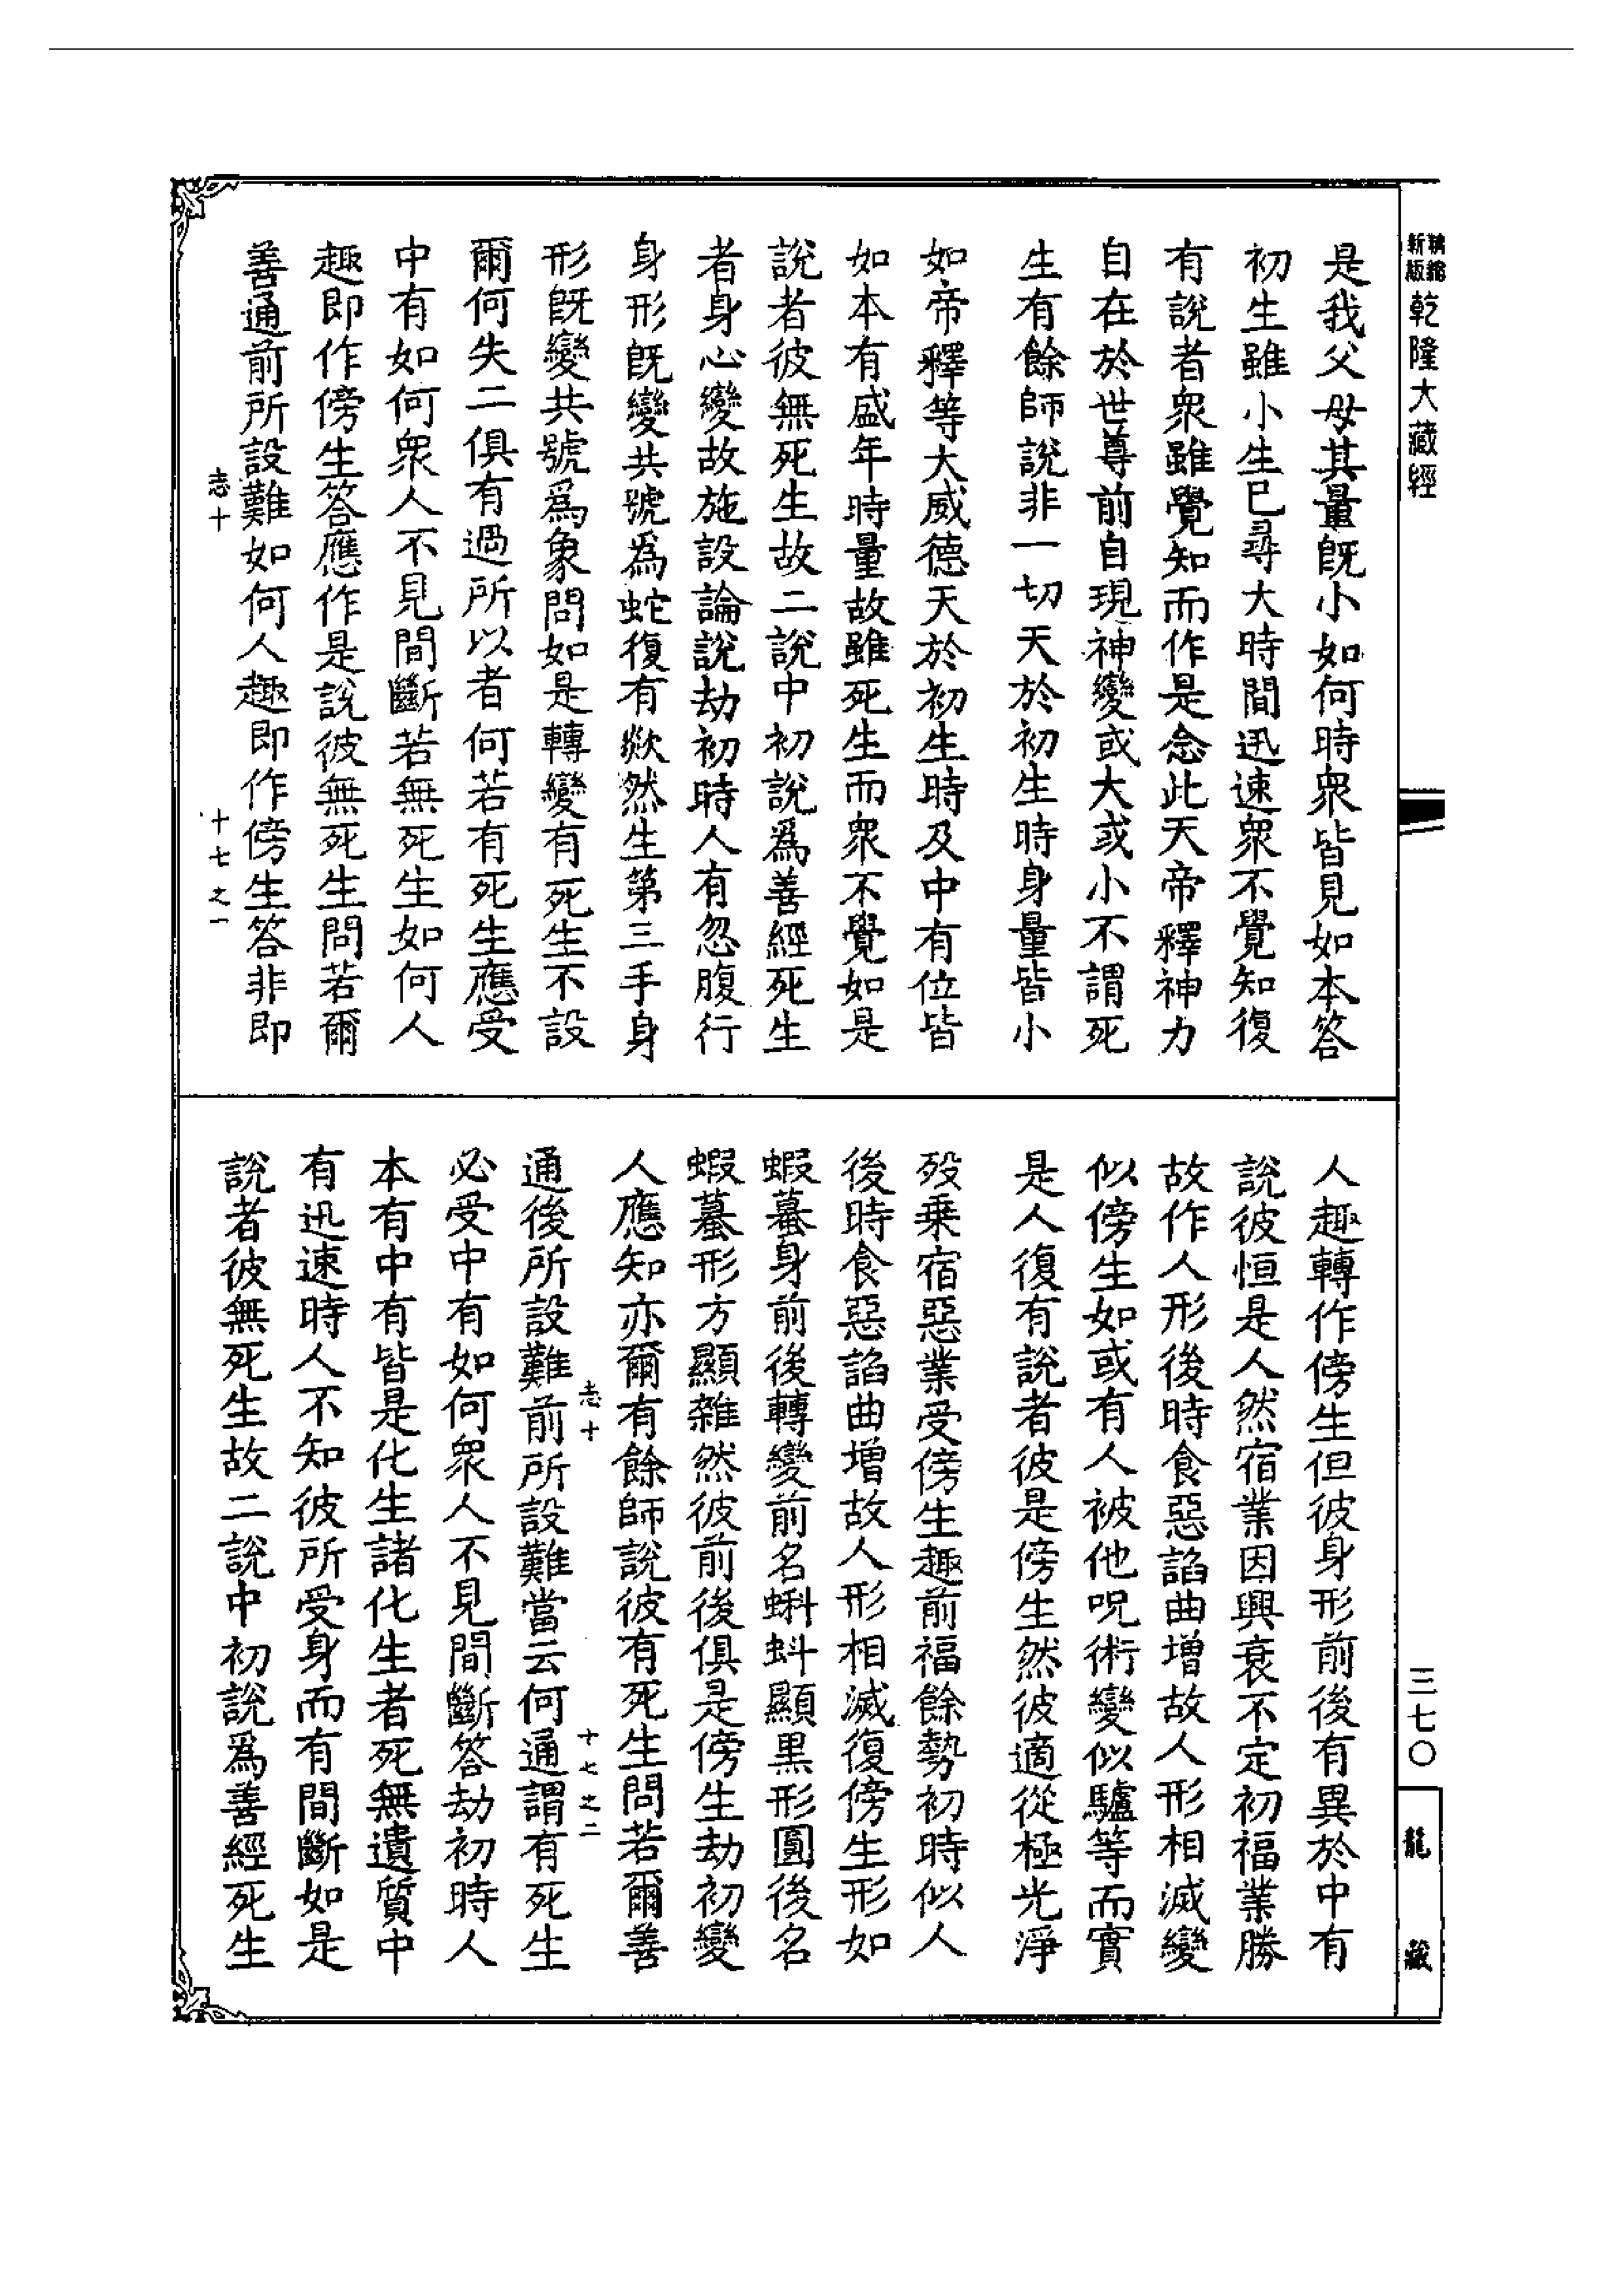 新版 乾隆大藏經
是我父母其量旣小如何時衆皆見如本答
初生雖小生已尋大時間迅速衆不覺知復
有說者衆雖覺知而作是念此天帝釋神力
自在於世尊前自現神變或大或小不謂死
生有餘師說非一切天於初生時身量皆小
如帝釋等大威德天於初生時及中有位皆
如本有盛年時量故雖死生而衆不覺如是
說者彼無死生故二說中初說爲善經死生
者身心變故施設論說劫初時人有忽腹行
身形旣變共號爲蛇復有欻然生第三手身
形旣變共號爲象問如是轉變有死生不設
爾何失二俱有過所以者何若有死生應受
中有如何衆人不見間斷若無死生如何人
趣即作傍生答應作是說彼無死生問若爾
善通前所設難如何人趣即作傍生答非即
志十 十七之一
人趣轉作傍生但彼身形前後有異於中有
說彼恒是人然宿業因興衰不定初福業勝
故作人形後時食惡諂曲增故人形相滅變
似傍生如或有人被他呪術變似驢等而實
是人復有說者彼是傍生然彼適從極光淨
歿乘宿惡業受傍生趣前福餘勢初時似人
後時食惡諂曲增故人形相滅復傍生形如
蝦蟇身前後轉變前名蝌蚪顯黑形圓後名
蝦蟇形方顯雜然彼前後俱是傍生劫初變
人應知亦爾有餘師說彼有死生問若爾善
志十 十七之二
通後所設難前所設難當云何通謂有死生
必受中有如何衆人不見間斷答劫初時人
本有中有皆是化生諸化生者死無遺質中
有迅速時人不知彼所受身而有間斷如是
說者彼無死生故二說中初說爲善經死生
三七〇
龍藏